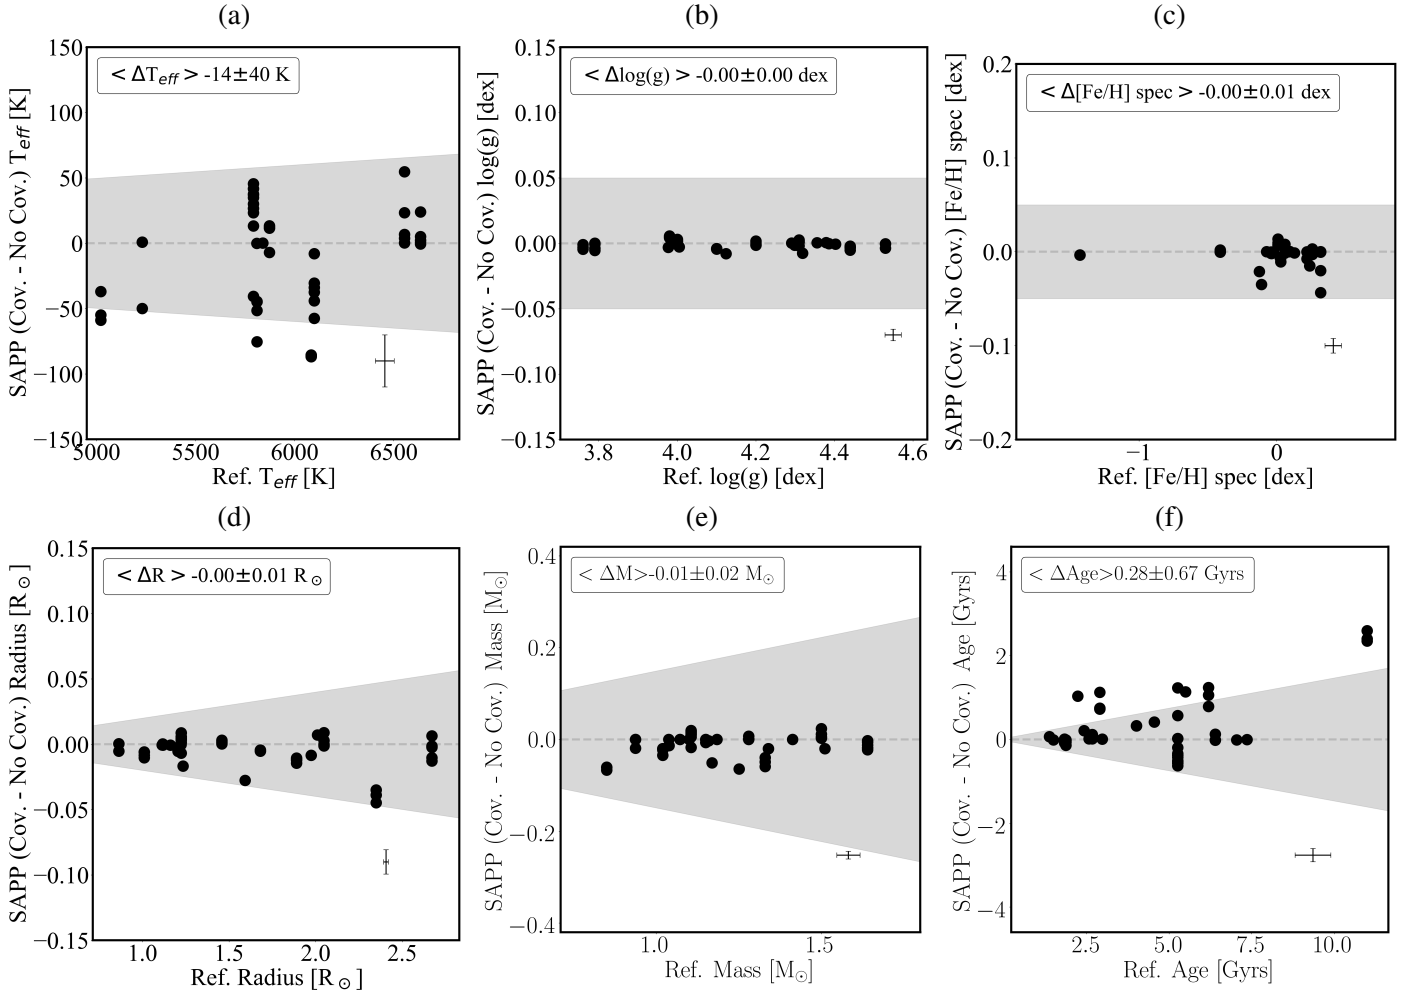 (a)
(b)
(c)
< ΔT_eff > -14±40 K
150
100
50
0
−50
−100
−150
5000
5500
6000
6500
SAPP (Cov. - No Cov.) T_eff [K]
Ref. T_eff [K]
< Δlog(g) > -0.00±0.00 dex
0.15
0.10
0.05
0.00
−0.05
−0.10
−0.15
3.8
4.0
4.2
4.4
4.6
SAPP (Cov. - No Cov.) log(g) [dex]
Ref. log(g) [dex]
< Δ[Fe/H] spec > -0.00±0.01 dex
0.2
0.1
0.0
−0.1
−0.2
−1
0
SAPP (Cov. - No Cov.) [Fe/H] spec [dex]
Ref. [Fe/H] spec [dex]
(d)
(e)
(f)
< ΔR > -0.00±0.01 R⊙
0.15
0.10
0.05
0.00
−0.05
−0.10
−0.15
1.0
1.5
2.0
2.5
SAPP (Cov. - No Cov.) Radius [R⊙]
Ref. Radius [R⊙]
< ΔM>-0.01±0.02 M⊙
0.4
0.2
0.0
−0.2
−0.4
1.0
1.5
SAPP (Cov. - No Cov.) Mass [M⊙]
Ref. Mass [M⊙]
< ΔAge>0.28±0.67 Gyrs
4
2
0
−2
−4
2.5
5.0
7.5
10.0
SAPP (Cov. - No Cov.) Age [Gyrs]
Ref. Age [Gyrs]